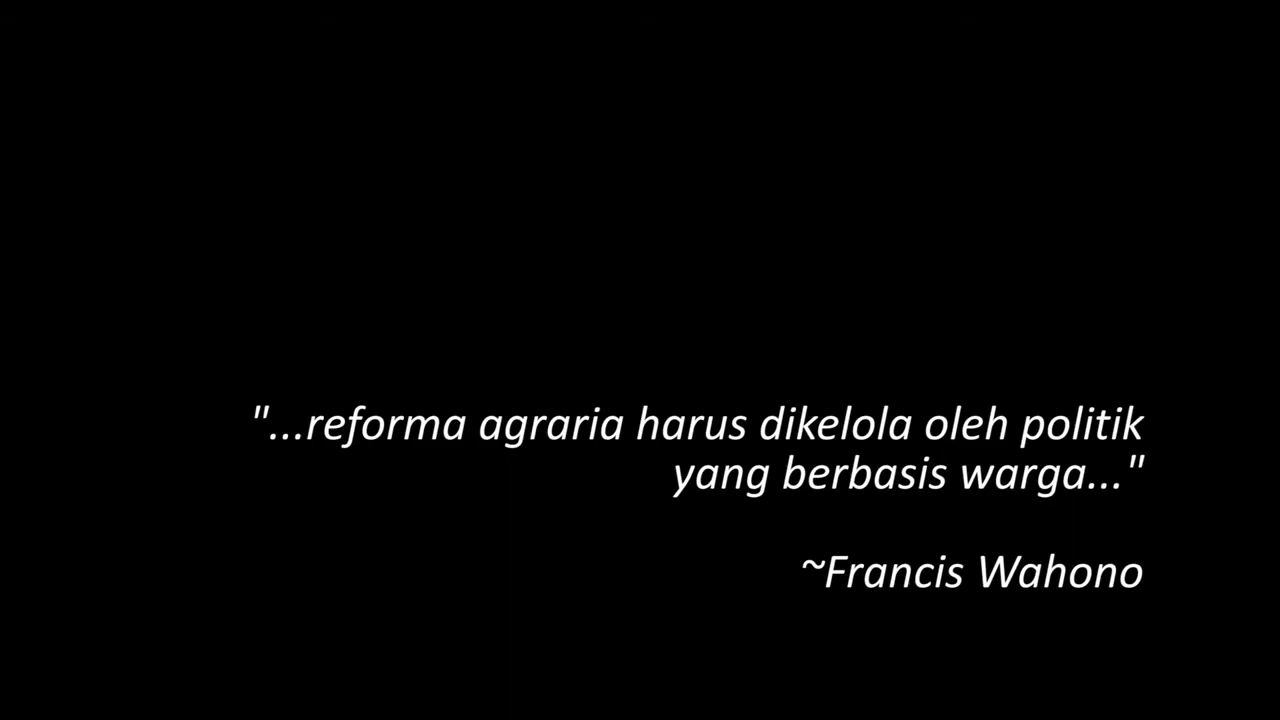 "...reforma agraria harus dikelola oleh politik
yang berbasis warga..."
~Francis Wahono